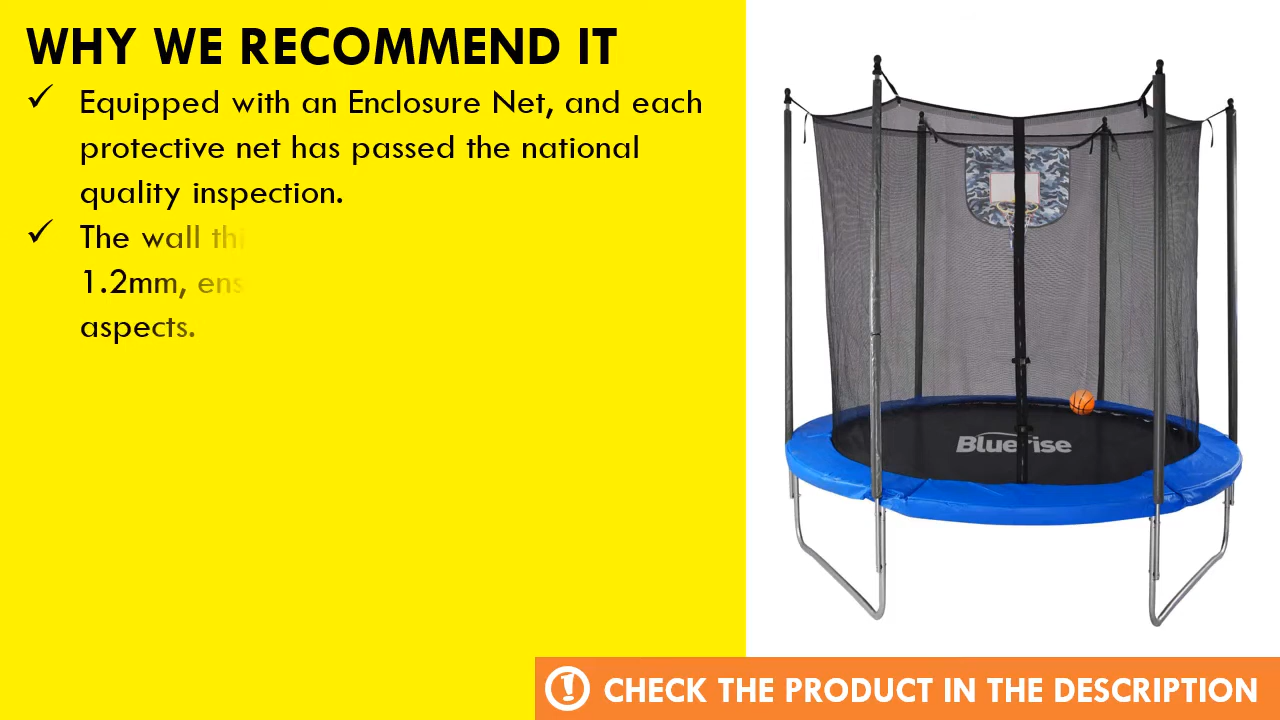 WHY WE RECOMMEND IT
✓ Equipped with an Enclosure Net, and each
protective net has passed the national
quality inspection.
✓ The wall
1.2mm,
aspects.
Bluerise
CHECK THE PRODUCT IN THE DESCRIPTION